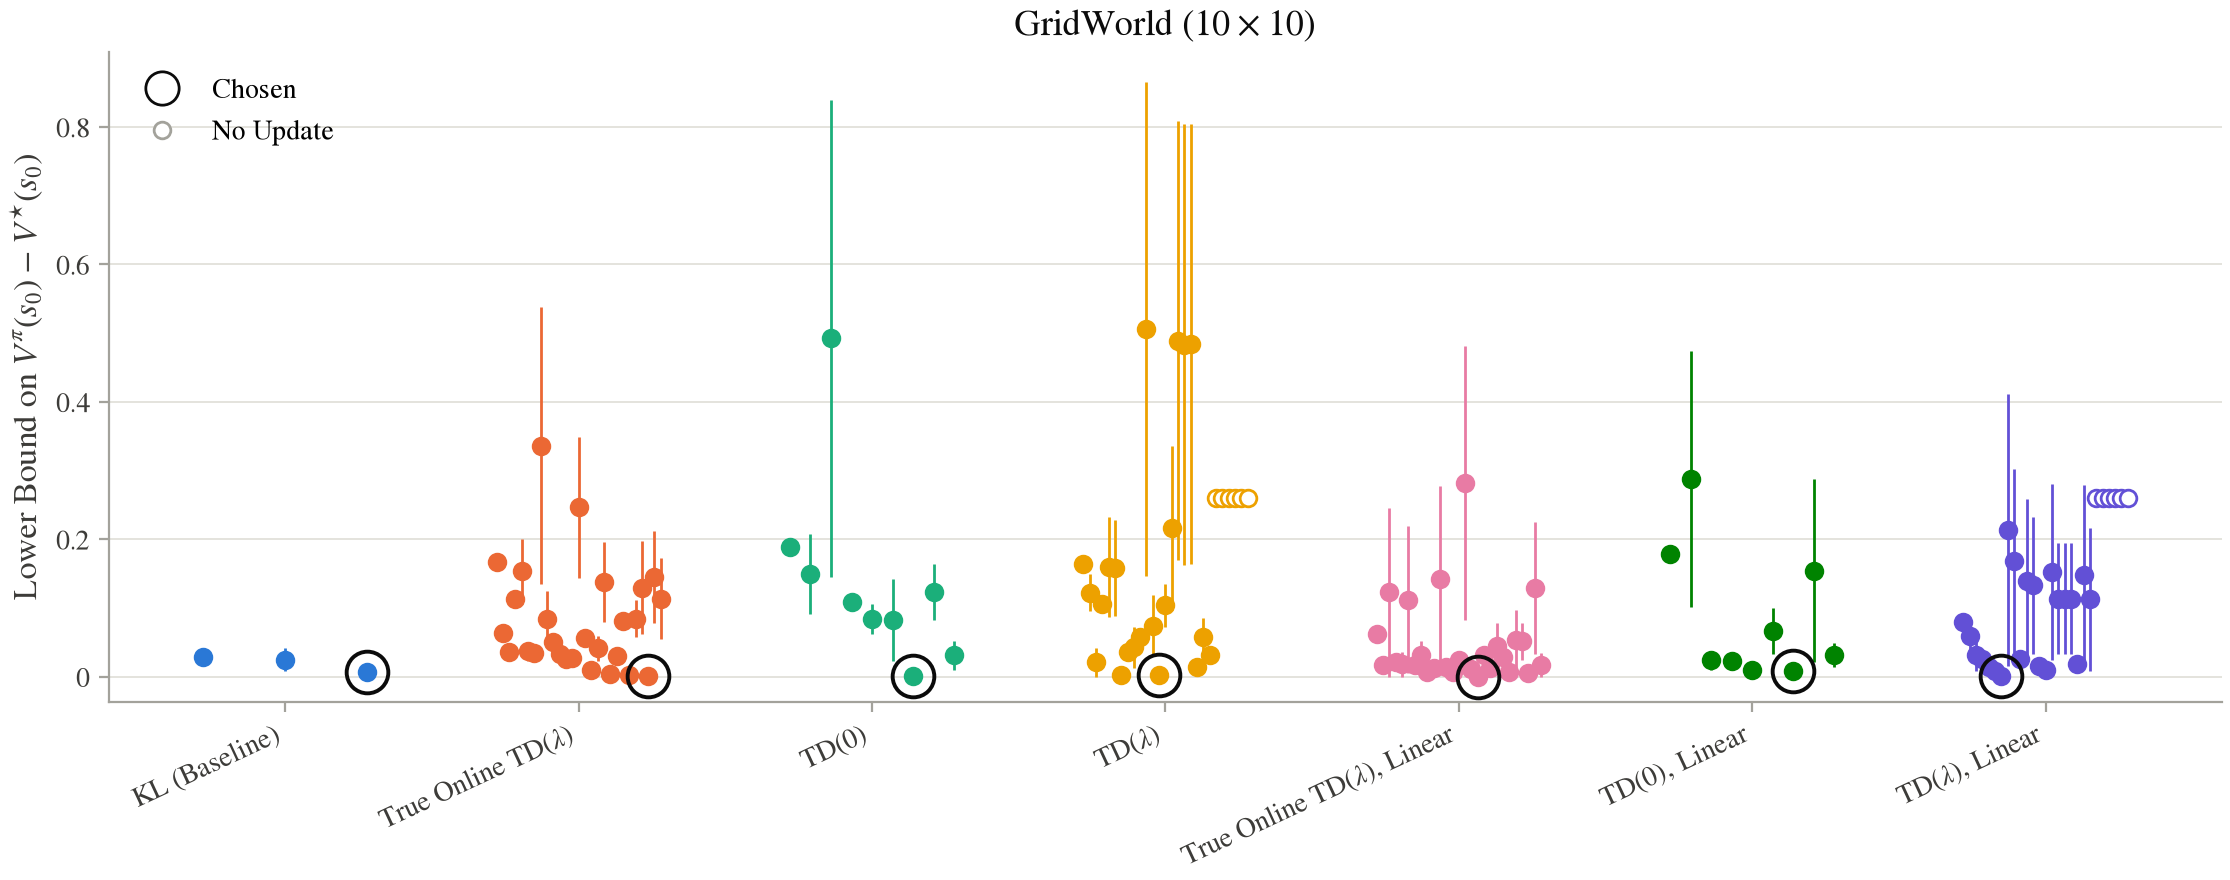 GridWorld (10 × 10)
Chosen
No Update
Lower Bound on V^π(s₀) − V^★(s₀)
0.8
0.6
0.4
0.2
0
KL (Baseline)
True Online TD(λ)
TD(0)
TD(λ)
True Online TD(λ), Linear
TD(0), Linear
TD(λ), Linear